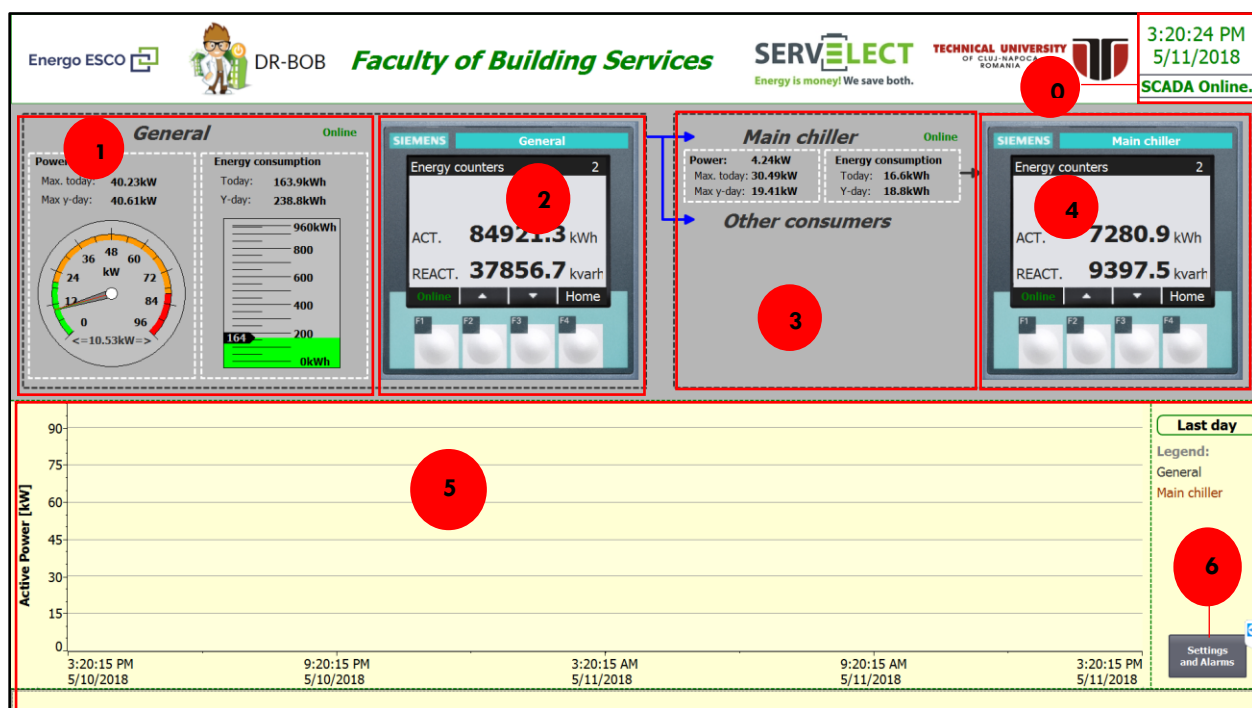 Energo ESCO
DR-BOB
Faculty of Building Services
SERVELECT
Energy is money! We save both.
TECHNICAL UNIVERSITY
OF CLUJ-NAPOCA
ROMANIA
3:20:24 PM
5/11/2018
SCADA Online.
0
General
Online
1
Max. today: 40.23kW
Max y-day: 40.61kW
Energy consumption
Today: 163.9kWh
Y-day: 238.8kWh
0
12
24
36
48
60
72
84
96
kW
<=10.53kW=>
960kWh
800
600
400
200
0kWh
164
SIEMENS
General
Energy counters 2
2
ACT. 84921.3 kWh
REACT. 37856.7 kvarh
Online Home
F1 F2 F3 F4
Main chiller
Online
Power: 4.24kW
Max. today: 30.49kW
Max y-day: 19.41kW
Energy consumption
Today: 16.6kWh
Y-day: 18.8kWh
Other consumers
3
SIEMENS
Main chiller
Energy counters 2
4
ACT. 7280.9 kWh
REACT. 9397.5 kvarh
Online Home
F1 F2 F3 F4
Active Power [kW]
90
75
60
45
30
15
0
5
3:20:15 PM 9:20:15 PM 3:20:15 AM 9:20:15 AM 3:20:15 PM
5/10/2018 5/10/2018 5/11/2018 5/11/2018 5/11/2018
Last day
Legend:
General
Main chiller
6
Settings
and Alarms